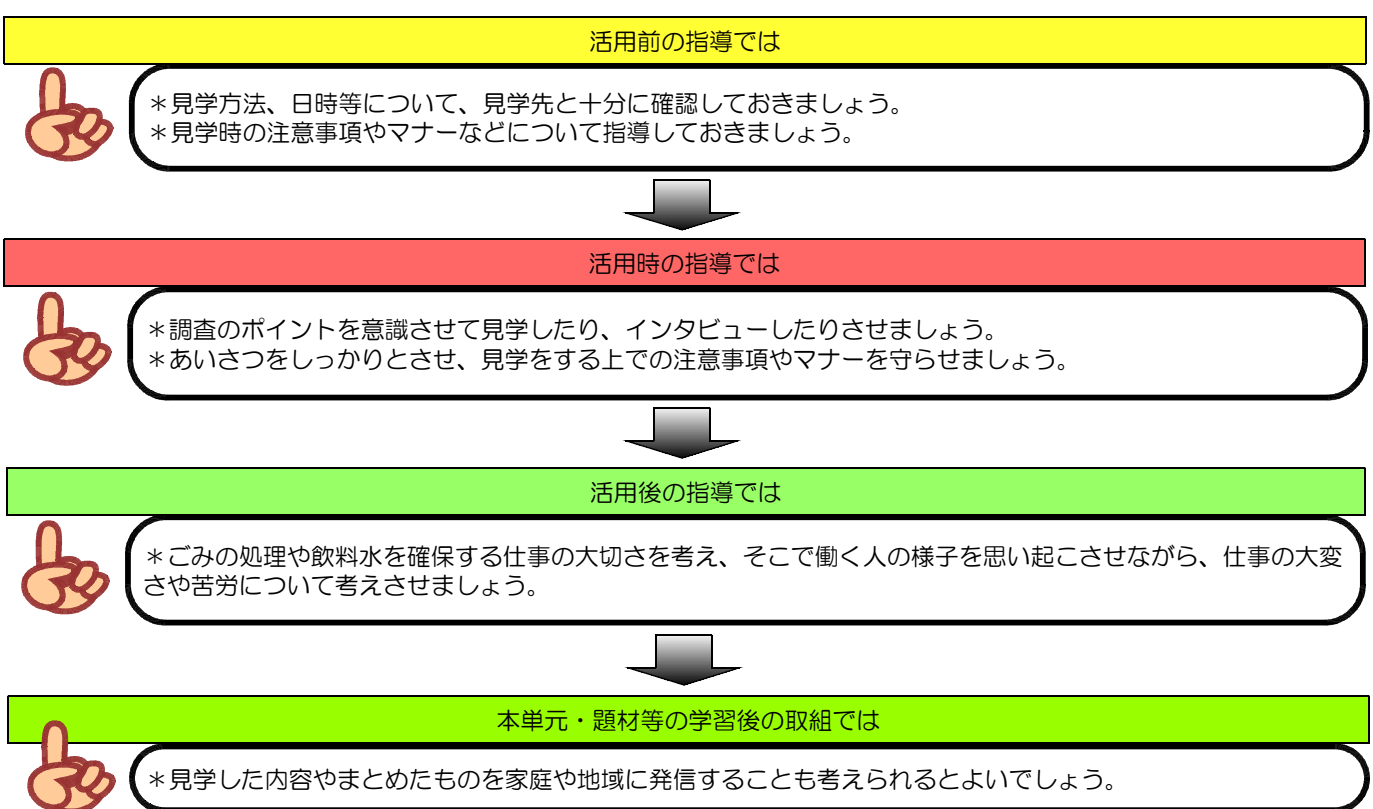 活用前の指導では
＊見学方法、日時等について、見学先と十分に確認しておきましょう。
＊見学時の注意事項やマナーなどについて指導しておきましょう。
活用時の指導では
＊調査のポイントを意識させて見学したり、インタビューしたりさせましょう。
＊あいさつをしっかりとさせ、見学をする上での注意事項やマナーを守らせましょう。
活用後の指導では
＊ごみの処理や飲料水を確保する仕事の大切さを考え、そこで働く人の様子を思い起こさせながら、仕事の大変
さや苦労について考えさせましょう。
本単元・題材等の学習後の取組では
＊見学した内容やまとめたものを家庭や地域に発信することも考えられるとよいでしょう。